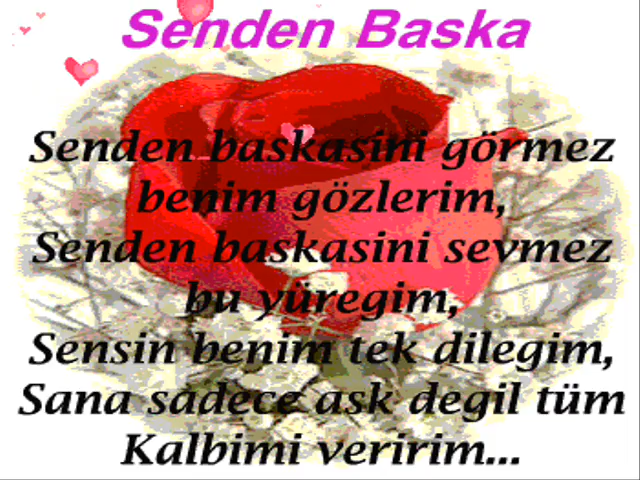 Senden Baska
Senden baskasini görmez
benim gözlerim,
Senden baskasini sevmez
bu yüregim,
Sensin benim tek dilegim,
Sana sadece ask degil tüm
Kalbimi veririm...